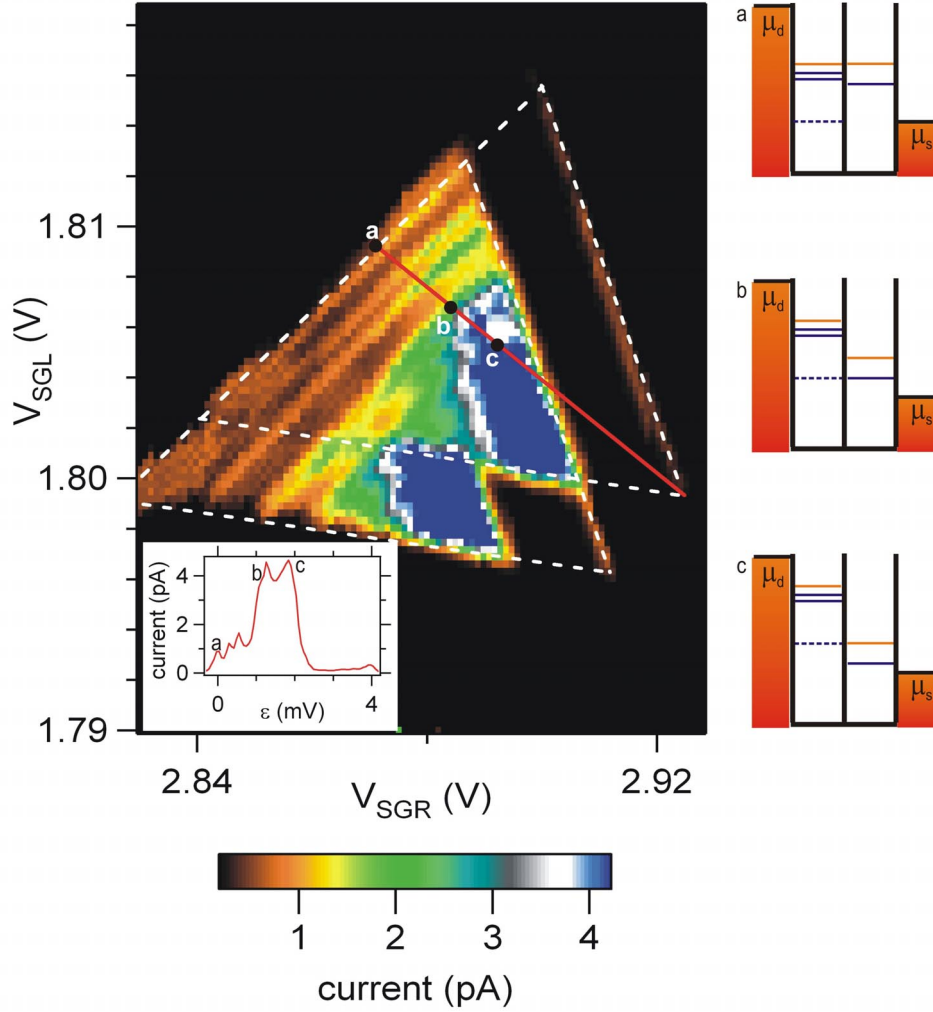 a
μd
μs
1.81
a
b
c
VSGL (V)
b
μd
μs
1.80
4
2
0
current (pA)
a
b
c
0
4
ε (mV)
c
μd
μs
1.79
2.84
2.92
VSGR (V)
1
2
3
4
current (pA)